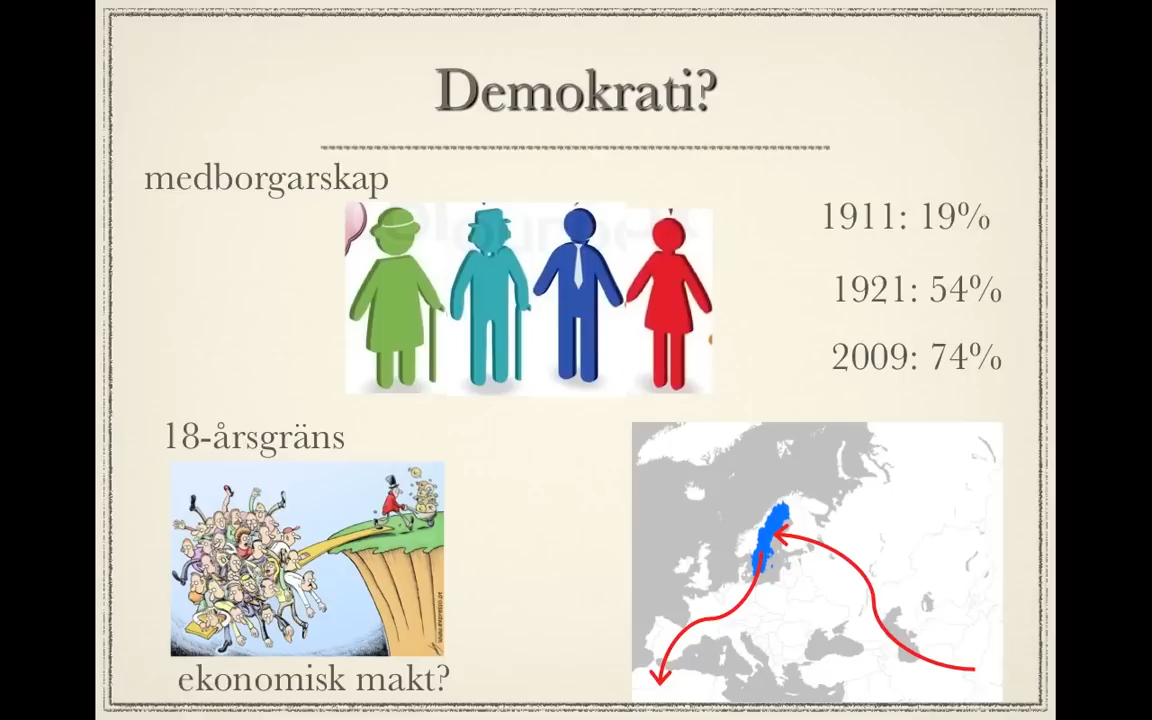 Demokrati?
medborgarskap
1911: 19%
1921: 54%
2009: 74%
18-årsgräns
ekonomisk makt?